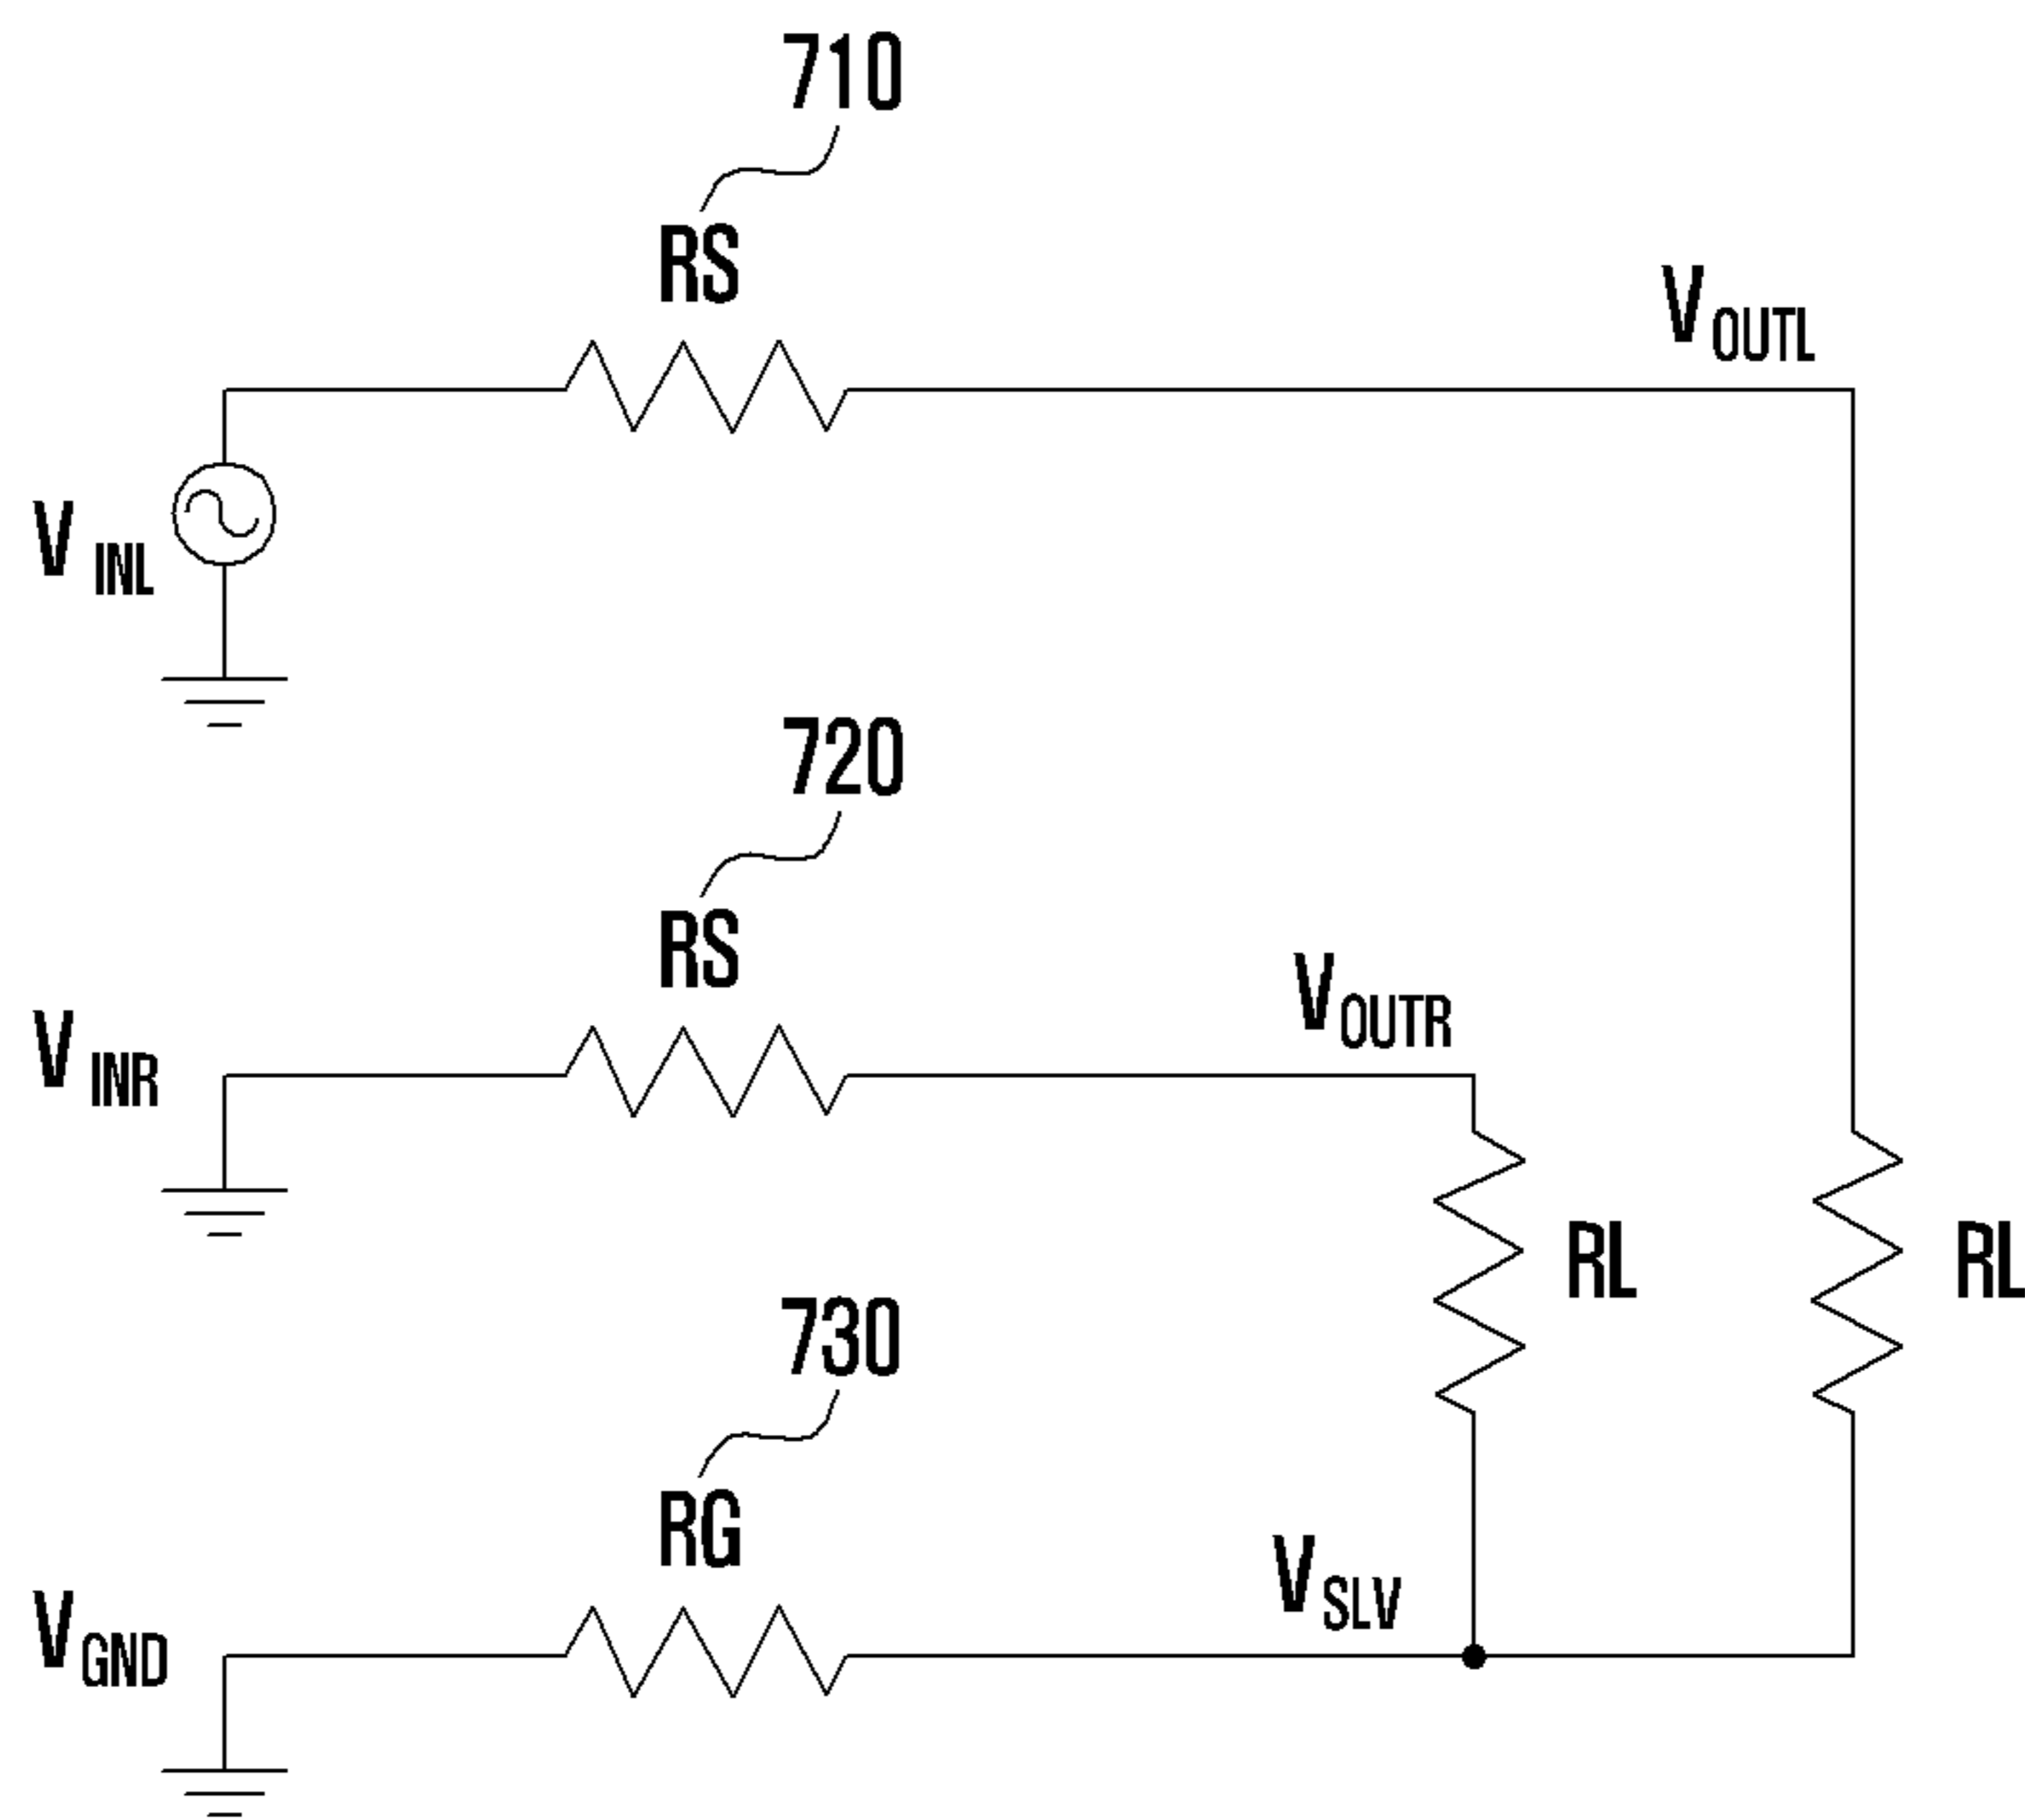 710
RS
V OUTL
V INL
720
RS
V OUTR
V INR
RL
RL
730
RG
V SLV
V GND